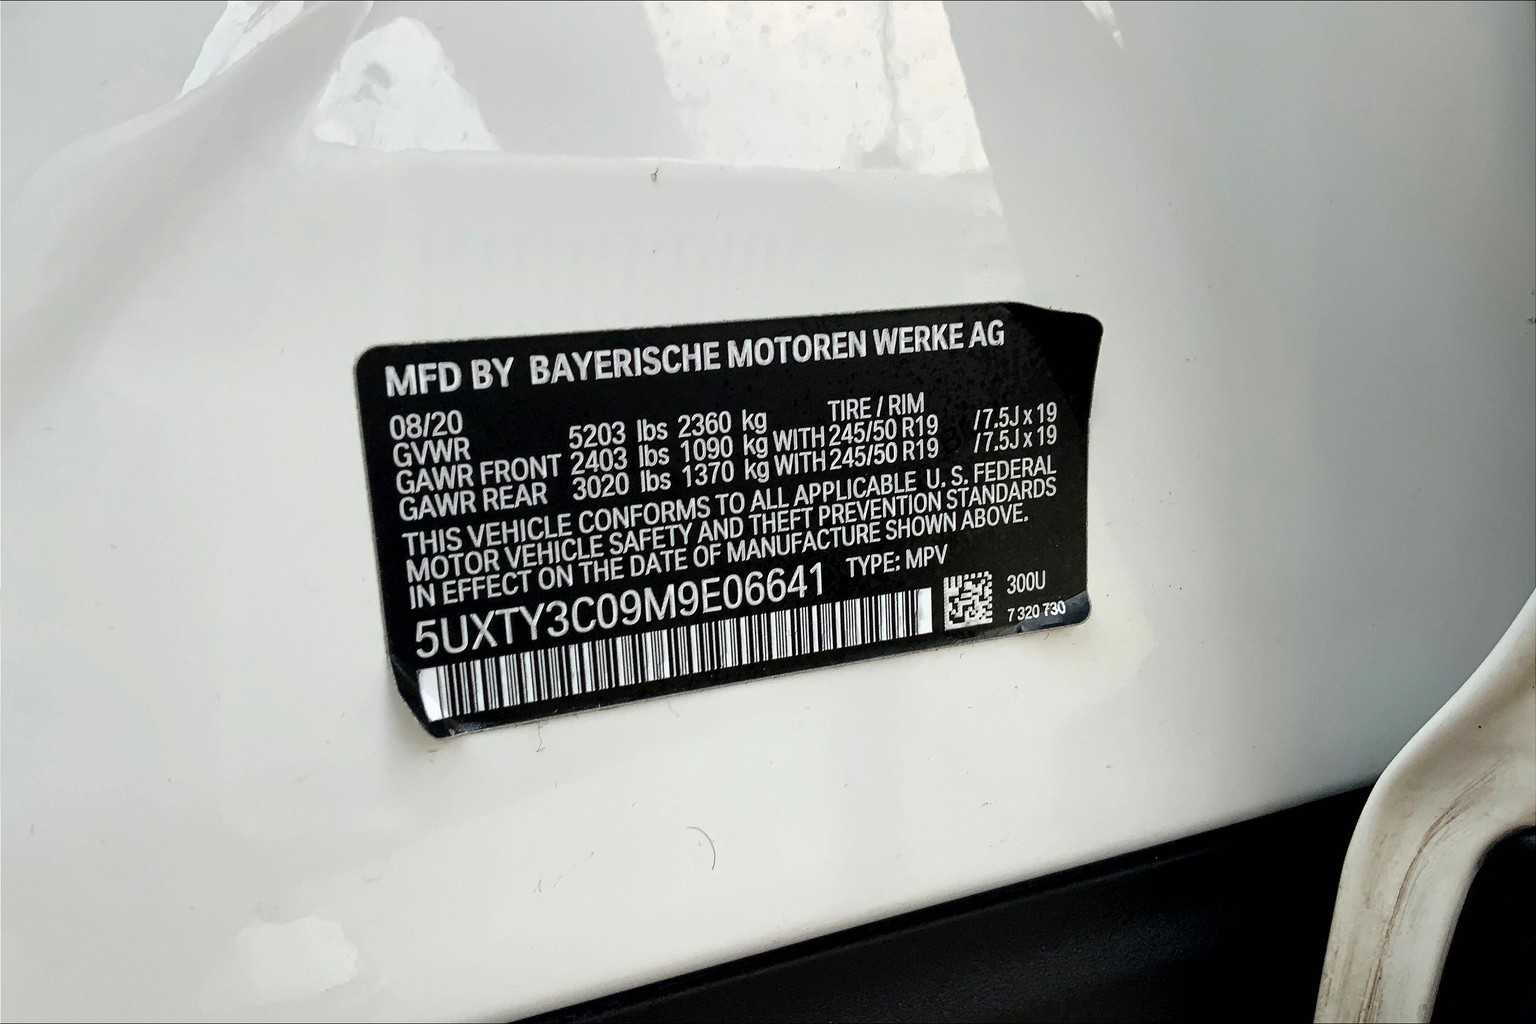 MFD BY BAYERISCHE MOTOREN WERKE AG
08/20 TIRE / RIM
GVWR 5203 lbs 2360 kg
GAWR FRONT 2403 lbs 1090 kg WITH 245/50 R19 /7.5J x 19
GAWR REAR 3020 lbs 1370 kg WITH 245/50 R19 /7.5J x 19
THIS VEHICLE CONFORMS TO ALL APPLICABLE U. S. FEDERAL
MOTOR VEHICLE SAFETY AND THEFT PREVENTION STANDARDS
IN EFFECT ON THE DATE OF MANUFACTURE SHOWN ABOVE.
5UXTY3C09M9E06641 TYPE: MPV
300U
7 320 730